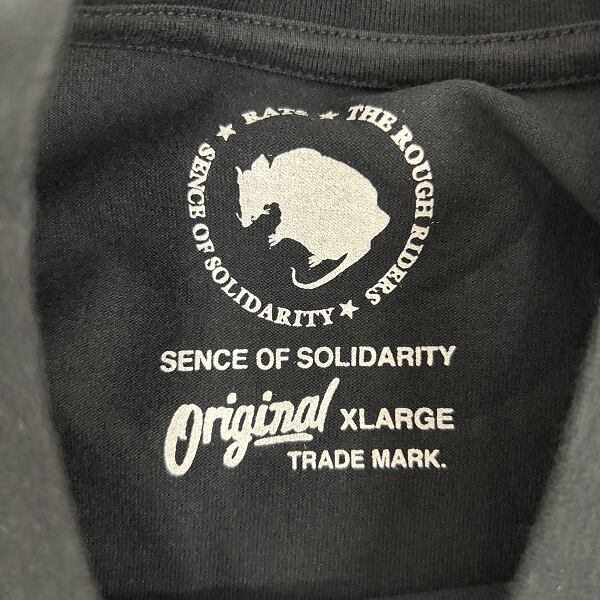 ★ RATS ★ THE ROUGH RIDERS ★ SENCE OF SOLIDARITY
SENCE OF SOLIDARITY
Original XLARGE
TRADE MARK.